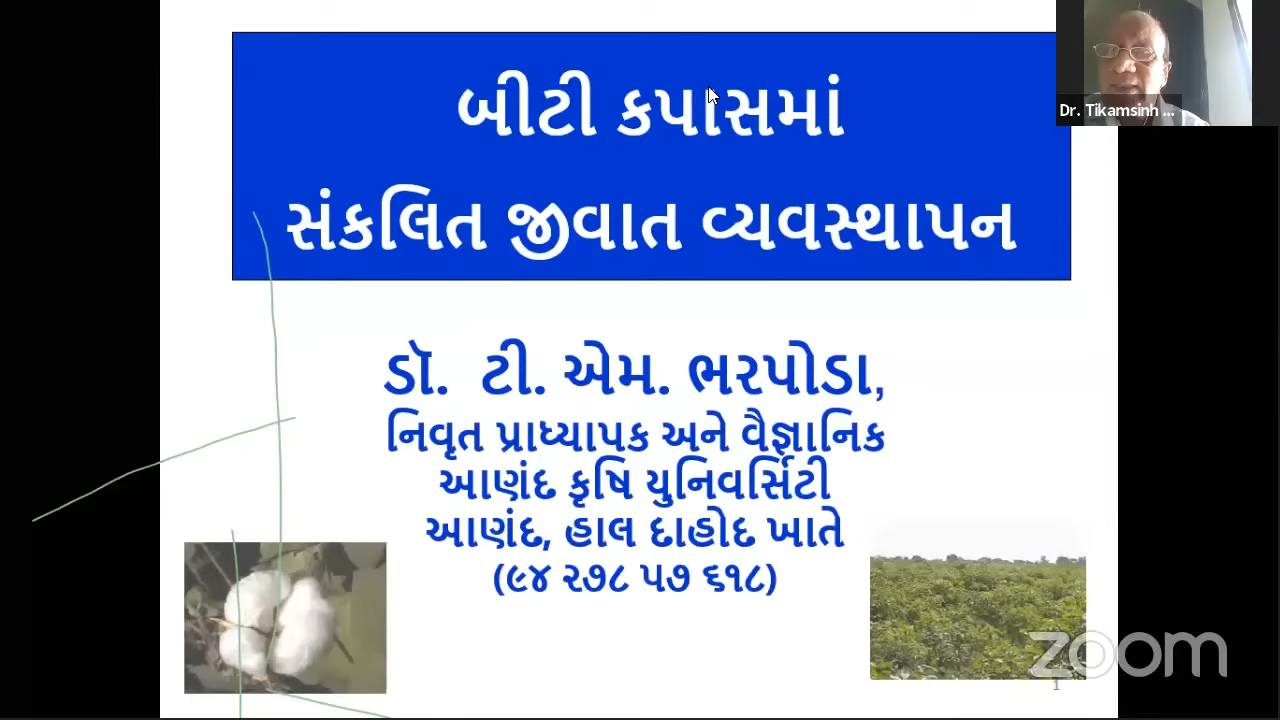 બીટી કપાસમાં
સંકલિત જીવાત વ્યવસ્થાપન
Dr. Tikamsinh ...
ડૉ. ટી. એમ. ભરપોડા,
નિવૃત પ્રાધ્યાપક અને વૈજ્ઞાનિક
આણંદ કૃષિ યુનિવર્સિટી
આણંદ, હાલ દાહોદ ખાતે
(૯૪ ૨૭૮ ૫૭ ૬૧૮)
zoom
1